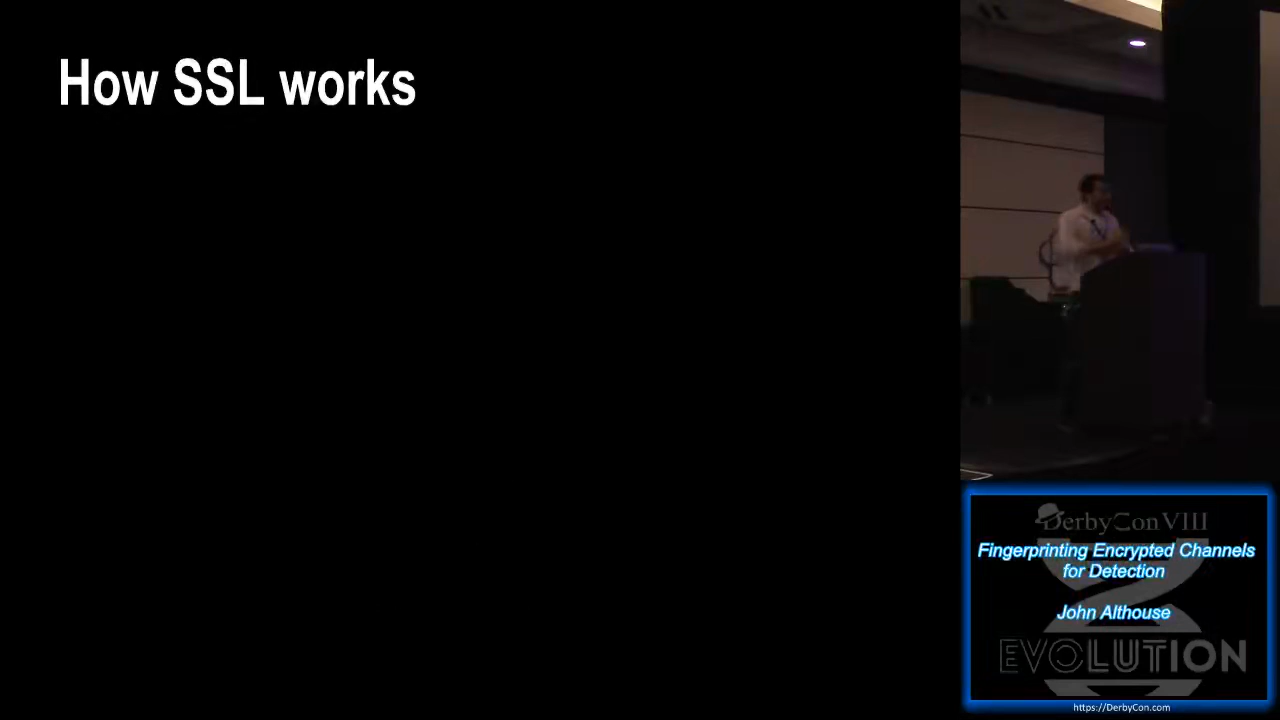 How SSL works
DerbyCon VIII
Fingerprinting Encrypted Channels
for Detection
John Althouse
EVOLUTION
https://DerbyCon.com